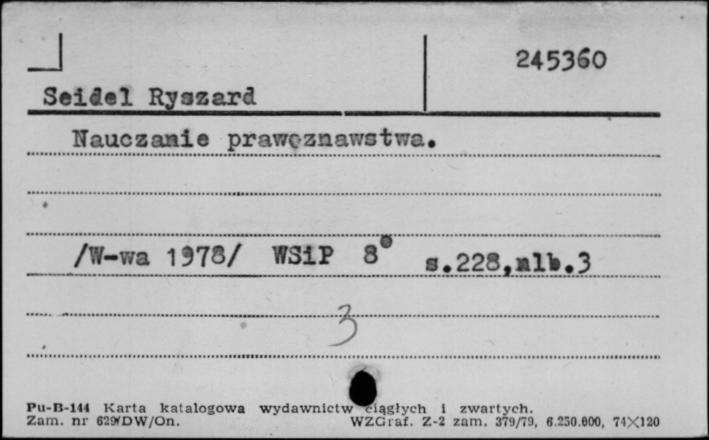 245360
Seidel Ryszard
Nauczanie prawoznawstwa.
/W-wa 1978/ WSiP 8° s.228,nlb.3
3
Pu-B-144 Karta katalogowa wydawnictw ciągłych i zwartych.
Zam. nr 629/DW/On. WZGraf. Z-2 zam. 379/79, 6.250.000, 74×120